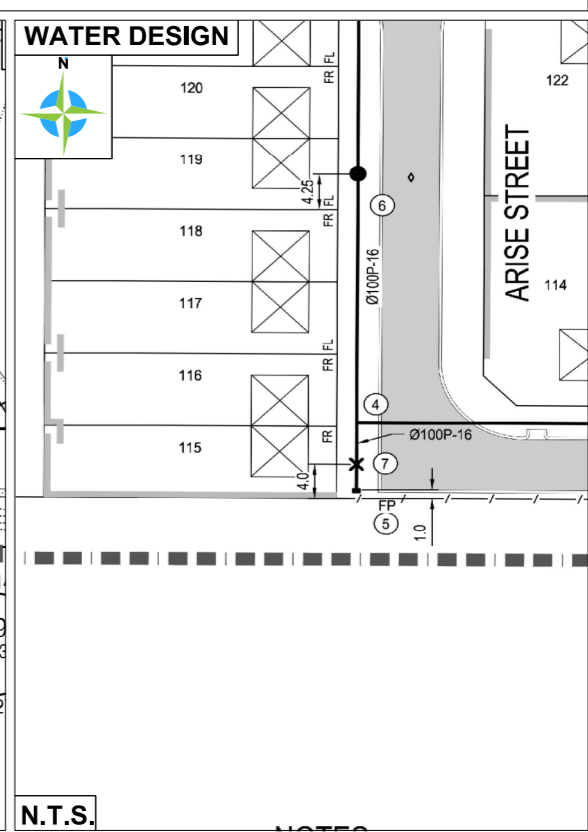 WATER DESIGN
N
120
FR FL
122
119
4.25
6
FR FL
118
ARISE STREET
Ø100P-16
114
117
FR FL
116
4
Ø100P-16
FR
115
7
4.0
FP
5
1.0
N.T.S.
NOTES